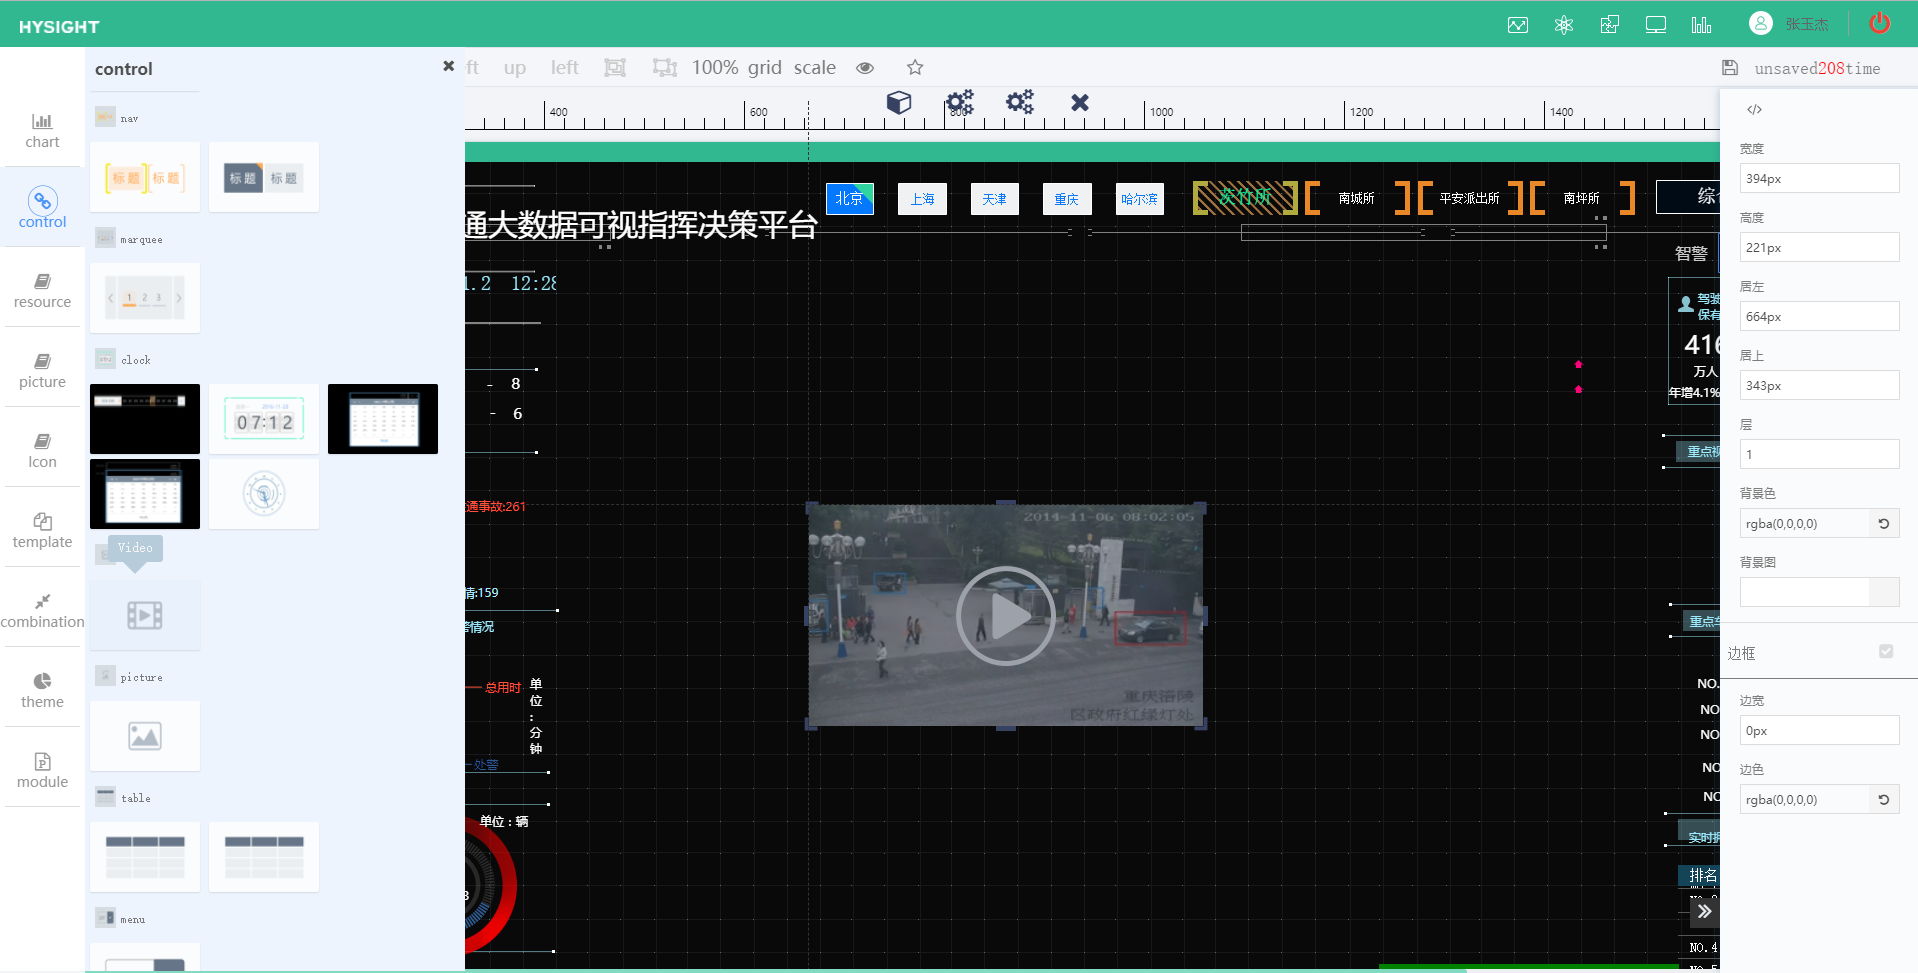 HYSIGHT
张玉杰
control
ft
up
left
100%
grid
scale
unsaved208time
nav
标题
标题
标题
标题
marquee
1 2 3
clock
07:12
Video
picture
table
menu
chart
control
resource
picture
Icon
template
combination
theme
module
400
600
800
1000
1200
1400
北京
上海
天津
重庆
哈尔滨
茨竹所
南城所
平安派出所
南坪所
综
通大数据可视指挥决策平台
智警
1.2 12:28
驾驶
保有
416
万人
年增4.1%
- 8
- 6
重点视
通事故:261
2014-11-06 08:02:05
情:159
警情况
重点车
重庆涪陵
区政府红绿灯处
总用时
单位:分钟
处警
单位：辆
3
NO.
NO
NO
NO
NO
实时拥
排名
NO.4
</>
宽度
394px
高度
221px
居左
664px
居上
343px
层
1
背景色
rgba(0,0,0,0)
背景图
边框
边宽
0px
边色
rgba(0,0,0,0)